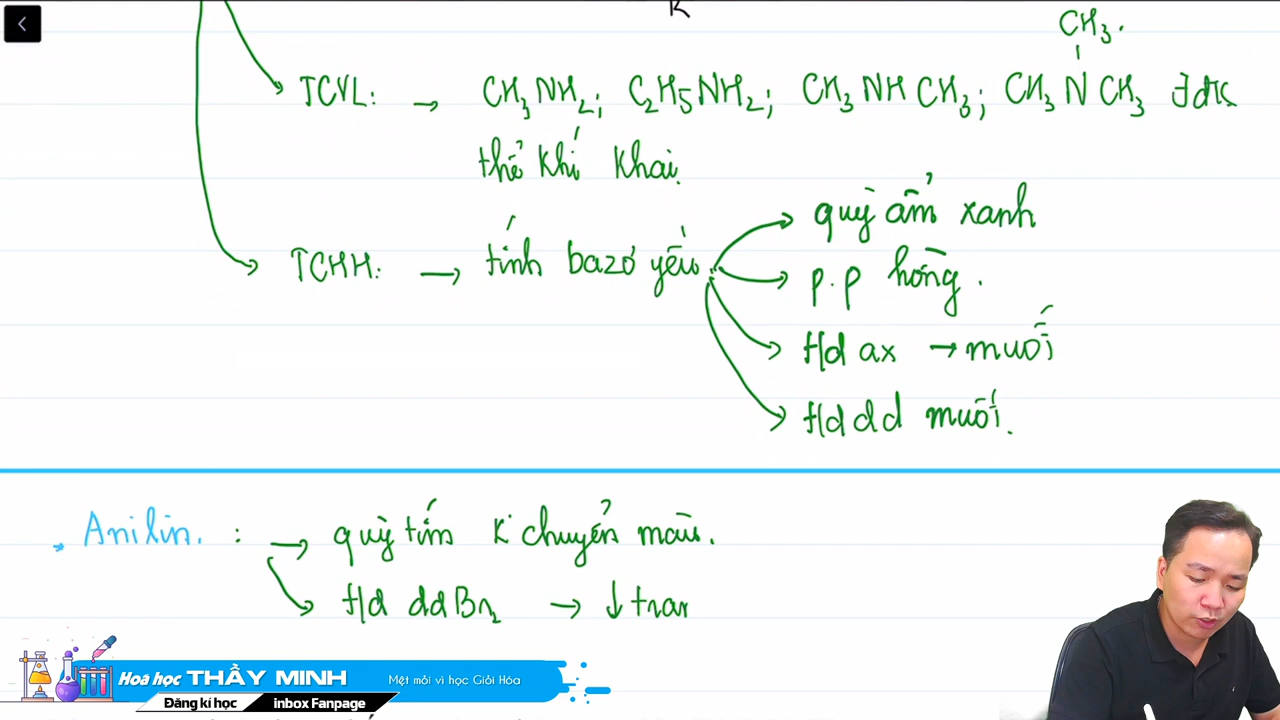 K
CH3.
TCVL: → CH3NH2; C2H5NH2; CH3NHCH3; CH3NCH3 ∃ đk
thể khí khai.
TCHH: → tính bazơ yếu
quỳ ẩm xanh
p.p hồng.
t/d ax → muối
t/d dd muối.
Anilin. : → quỳ tím K chuyển màu.
t/d ddBr2 → ↓ trắn
Hoá học THẦY MINH
Mệt mỏi vì học Giỏi Hóa
Đăng kí học inbox Fanpage